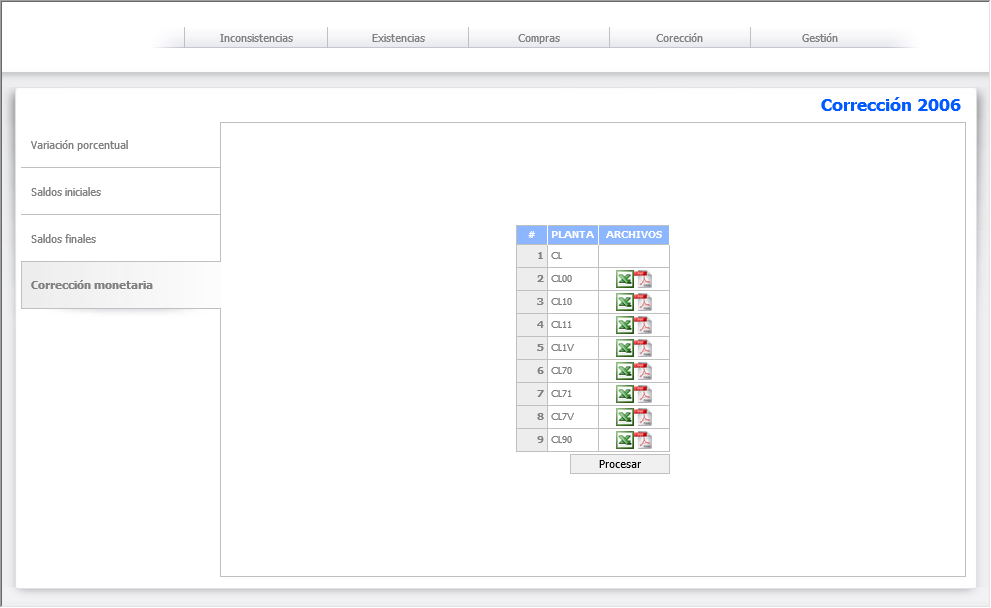 Inconsistencias Existencias Compras Corección Gestión
Corrección 2006
Variación porcentual
Saldos iniciales
Saldos finales
Corrección monetaria
# PLANTA ARCHIVOS
1 CL
2 CL00
3 CL10
4 CL11
5 CL1V
6 CL70
7 CL71
8 CL7V
9 CL90
Procesar